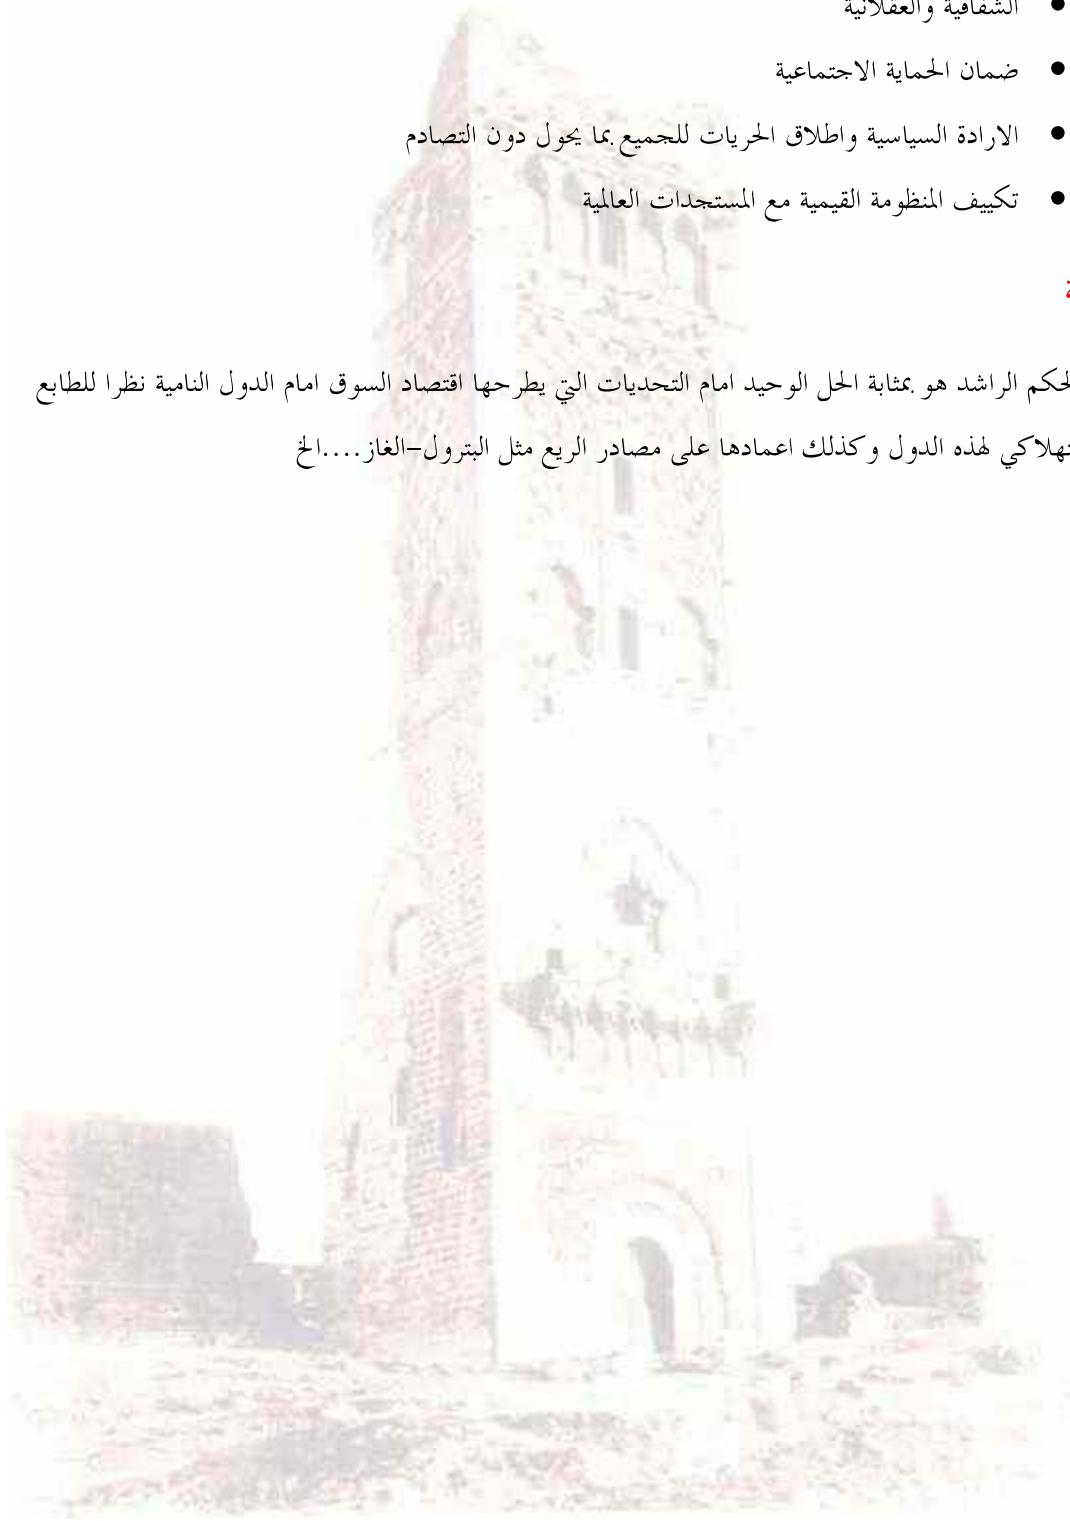 الشفافية والعقلانية
ضمان الحماية الاجتماعية
الارادة السياسية واطلاق الحريات للجميع بما يحول دون التصادم
تكييف المنظومة القيمية مع المستجدات العالمية
لحكم الراشد هو بمثابة الحل الوحيد امام التحديات التي يطرحها اقتصاد السوق امام الدول النامية نظرا للطابع
تهلاكي لهذه الدول وكذلك اعمادها على مصادر الريع مثل البترول–الغاز....الخ